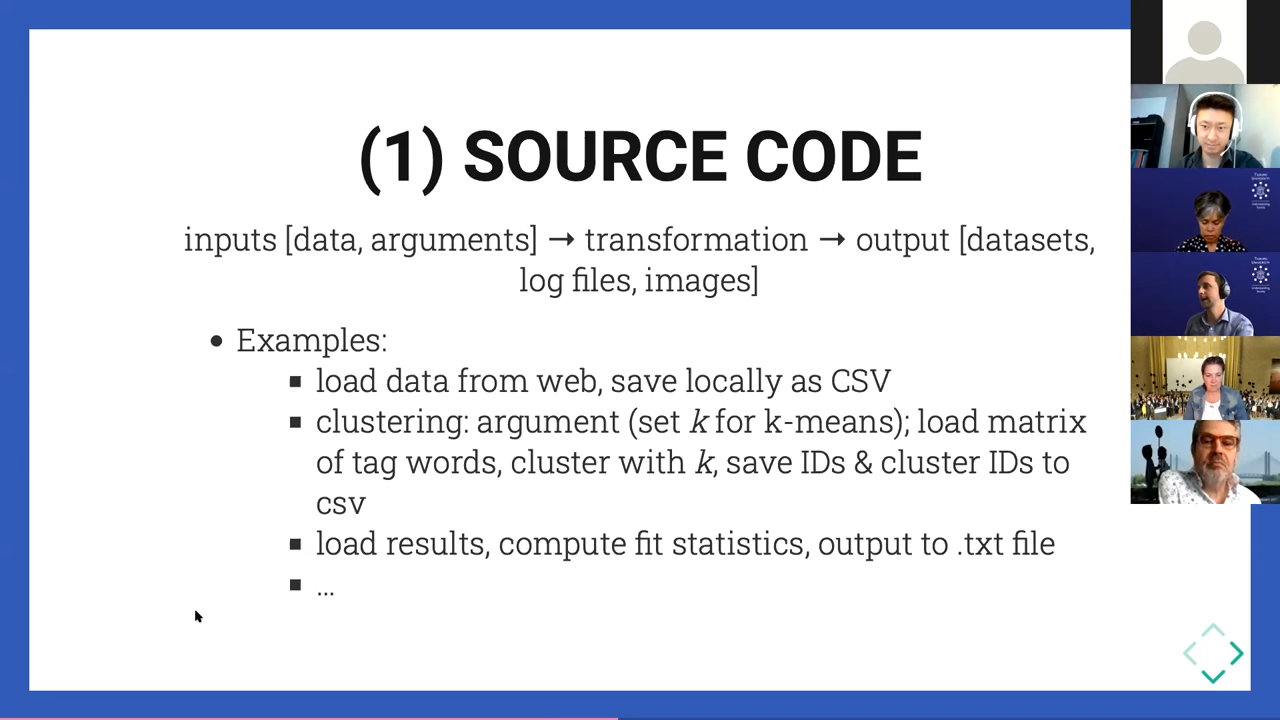 (1) SOURCE CODE
inputs [data, arguments] → transformation → output [datasets,
log files, images]
• Examples:
▪ load data from web, save locally as CSV
▪ clustering: argument (set k for k-means); load matrix
of tag words, cluster with k, save IDs & cluster IDs to
csv
▪ load results, compute fit statistics, output to .txt file
▪ ...